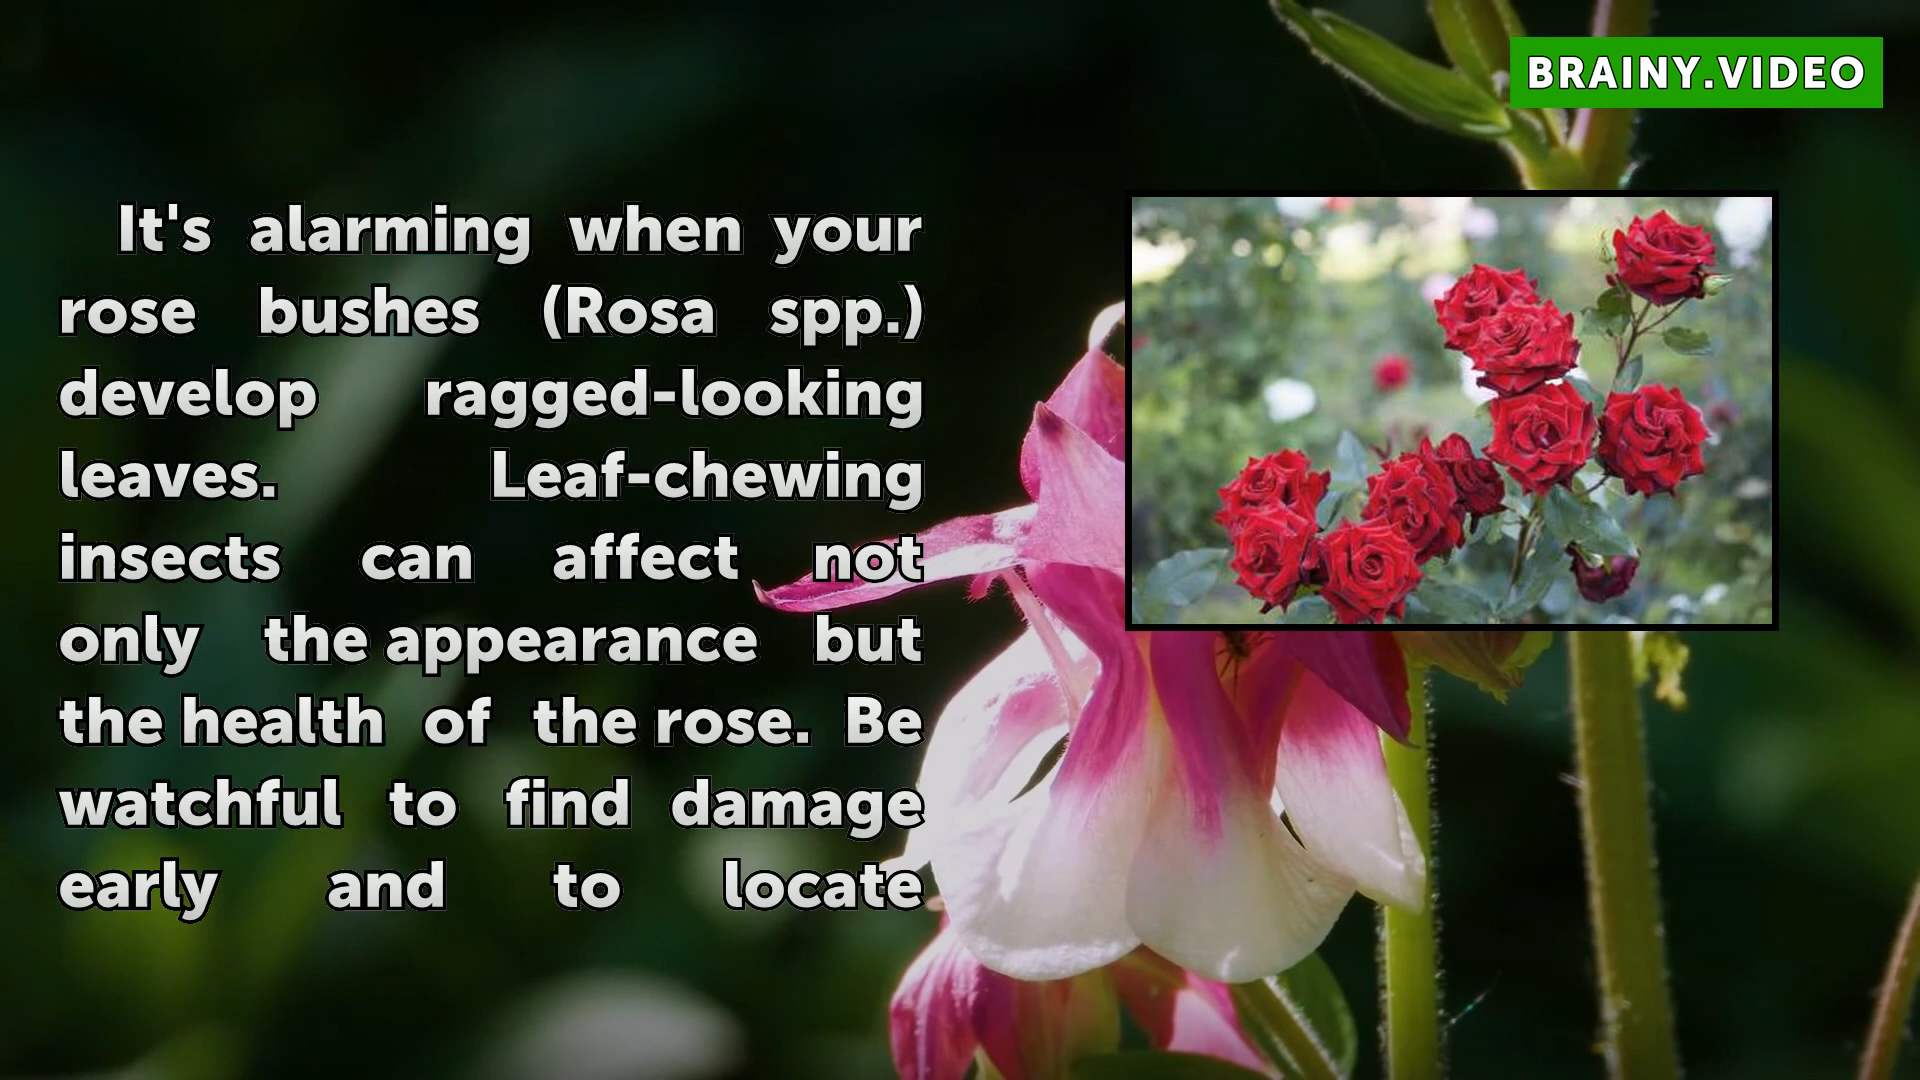 BRAINY.VIDEO
It's alarming when your
rose bushes (Rosa spp.)
develop ragged-looking
leaves. Leaf-chewing
insects can affect not
only the appearance but
the health of the rose. Be
watchful to find damage
early and to locate